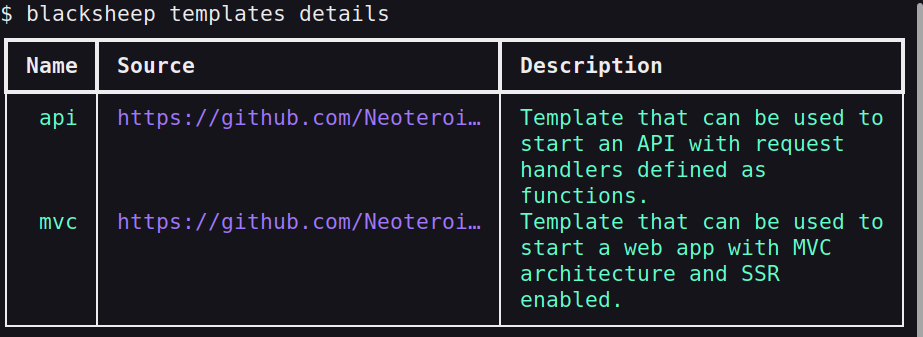 $ blacksheep templates details
Name Source Description
api https://github.com/Neoteroi… Template that can be used to
start an API with request
handlers defined as
functions.
mvc https://github.com/Neoteroi… Template that can be used to
start a web app with MVC
architecture and SSR
enabled.